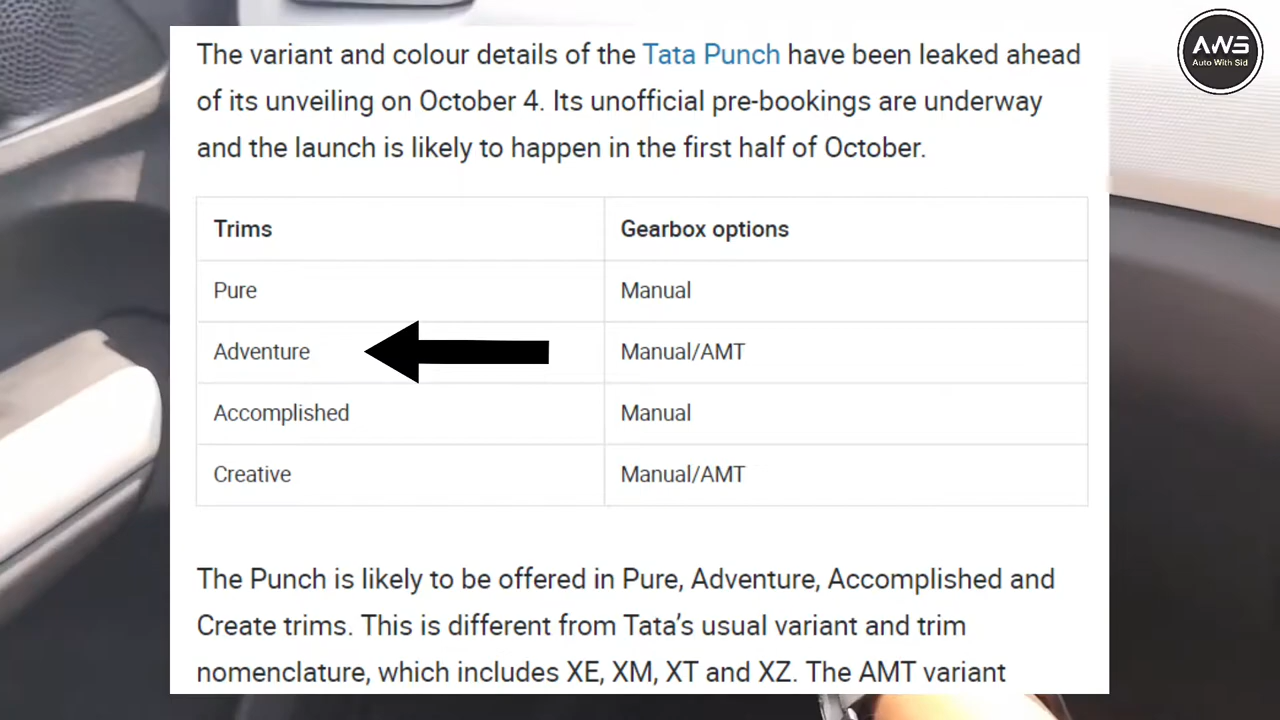 AWS
Auto With Sid
The variant and colour details of the Tata Punch have been leaked ahead
of its unveiling on October 4. Its unofficial pre-bookings are underway
and the launch is likely to happen in the first half of October.
Trims Gearbox options
Pure Manual
Adventure Manual/AMT
Accomplished Manual
Creative Manual/AMT
The Punch is likely to be offered in Pure, Adventure, Accomplished and
Create trims. This is different from Tata’s usual variant and trim
nomenclature, which includes XE, XM, XT and XZ. The AMT variant